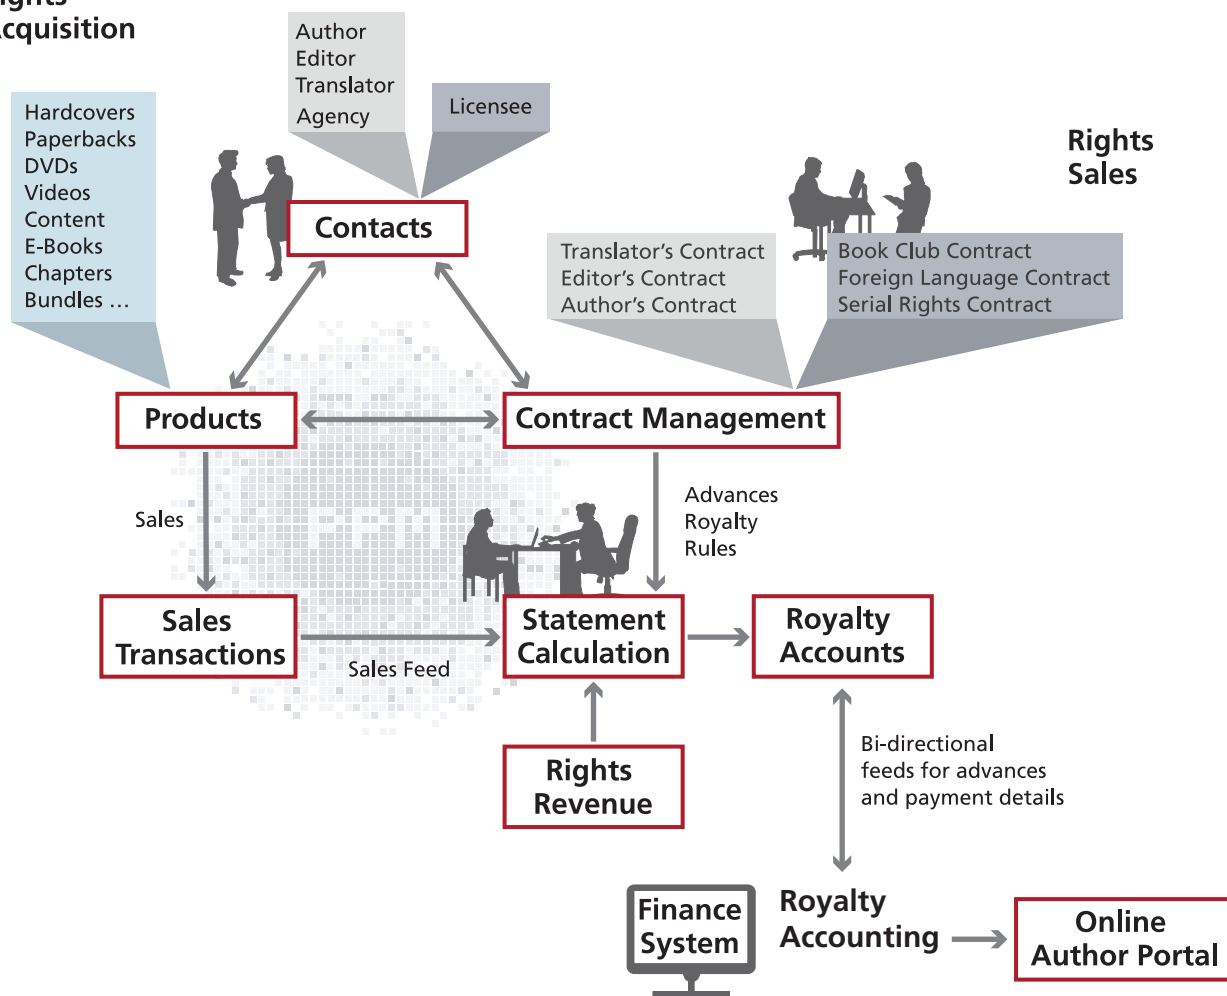 Acquisition
Author
Editor
Translator
Agency
Licensee
Hardcovers
Paperbacks
DVDs
Videos
Content
E-Books
Chapters
Bundles ...
Rights
Sales
Contacts
Translator's Contract
Editor's Contract
Author's Contract
Book Club Contract
Foreign Language Contract
Serial Rights Contract
Products
Contract Management
Sales
Advances
Royalty
Rules
Sales
Transactions
Sales Feed
Statement
Calculation
Royalty
Accounts
Rights
Revenue
Bi-directional
feeds for advances
and payment details
Finance
System
Royalty
Accounting
Online
Author Portal